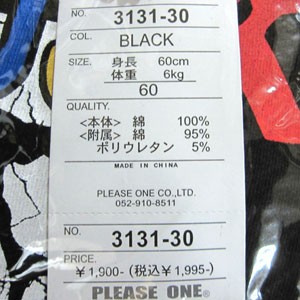 NO. 3131-30
COL. BLACK
SIZE. 身長 60cm
体重 6kg
60
QUALITY.
<本体> 綿 100%
<附属> 綿 95%
ポリウレタン 5%
MADE IN CHINA
PLEASE ONE CO.,LTD.
052-910-8511
NO. 3131-30
PRICE.
¥1,900-(税込¥1,995-)
PLEASE ONE®